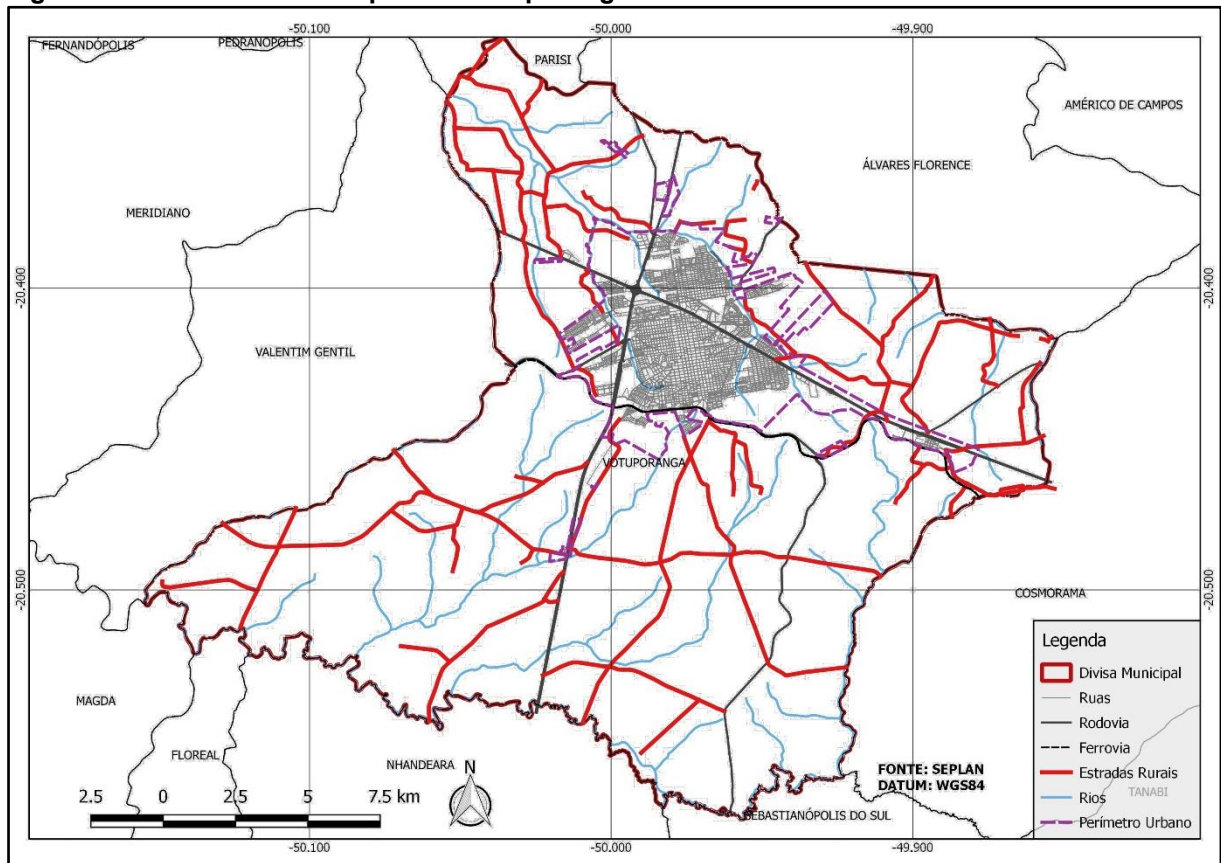 -50.100 -50.000 -49.900
FERNANDÓPOLIS PEDRANOPOLIS
PARISI
AMÉRICO DE CAMPOS
ÁLVARES FLORENCE
MERIDIANO
-20.400 -20.400
VALENTIM GENTIL
VOTUPORANGA
-20.500 -20.500
COSMORAMA
MAGDA
FLOREAL
NHANDEARA
N
2.5 0 2.5 5 7.5 km
FONTE: SEPLAN
DATUM: WGS84
SEBASTIANÓPOLIS DO SUL
Legenda
Divisa Municipal
Ruas
Rodovia
Ferrovia
Estradas Rurais
Rios
TANABI
Perímetro Urbano
-50.100 -50.000 -49.900